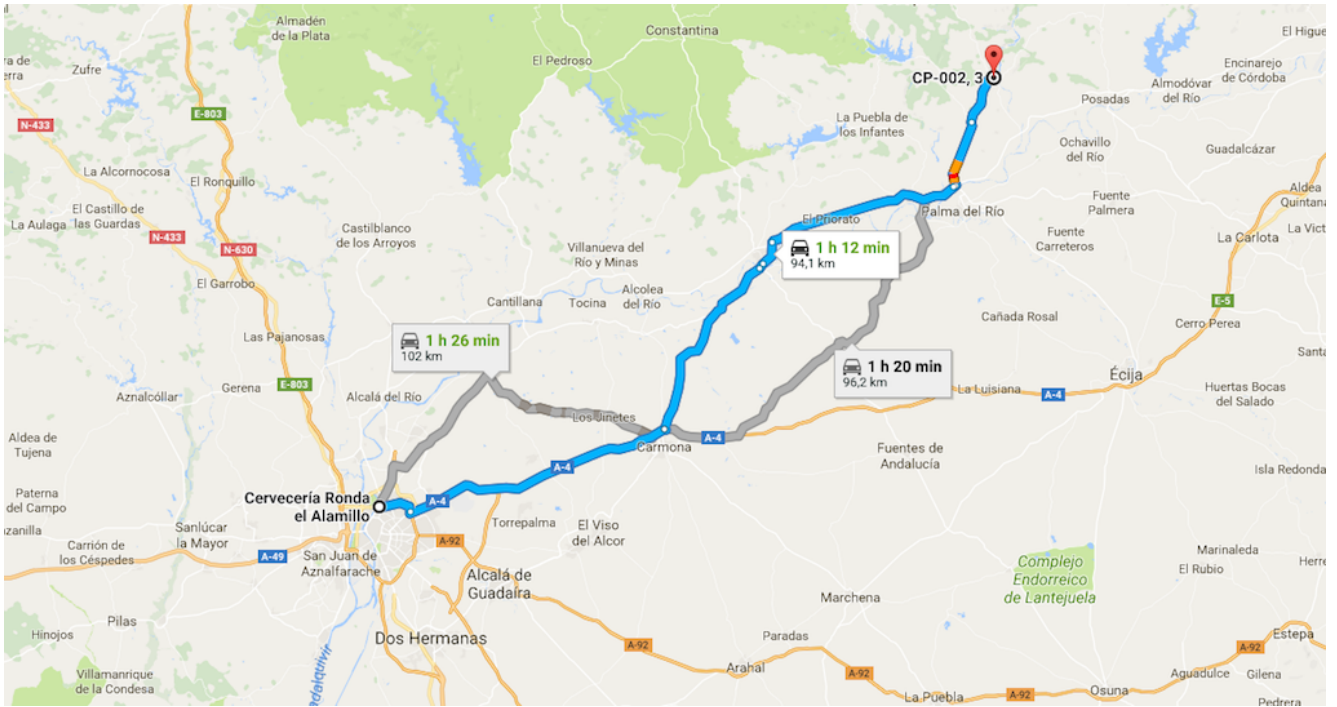 Almadén
de la Plata
Constantina
El Higue
El Pedroso
Zufre
Encinarejo
de Córdoba
CP-002, 3
Almodóvar
del Río
Posadas
E-803
N-433
La Puebla de
los Infantes
Ochavillo
del Río
Guadalcázar
La Alcornocosa
El Ronquillo
Aldea
Quintana
Fuente
Palmera
El Castillo de
las Guardas
La Aulaga
Palma del Río
El Priorato
Castilblanco
de los Arroyos
N-433
N-630
Fuente
Carreteros
La Carlota
La Vict
Villanueva del
Río y Minas
1 h 12 min
94,1 km
El Garrobo
Alcolea
del Río
Cantillana
Tocina
E-5
Cañada Rosal
Cerro Perea
Las Pajanosas
1 h 26 min
102 km
1 h 20 min
96,2 km
Santa
Écija
E-803
Gerena
La Luisiana
A-4
Huertas Bocas
del Salado
Aznalcóllar
Alcalá del Río
Los Jinetes
Aldea de
Tejena
A-4
Carmona
Fuentes de
Andalucía
A-4
Isla Redonda
Paterna
del Campo
Cervecería Ronda
el Alamillo
A-4
Torrepalma
El Viso
del Alcor
Sanlúcar
la Mayor
nzanilla
Carrión de
los Céspedes
A-49
San Juan de
Aznalfarache
A-92
Marinaleda
El Rubio
Herre
Complejo
Endorreico
de Lantejuela
Alcalá de
Guadaíra
Marchena
Pilas
Hinojos
Dos Hermanas
Paradas
A-92
A-92
Estepa
Villamanrique
de la Condesa
Arahal
A-92
Aguadulce
Gilena
La Puebla
A-92
Osuna
Pedrera